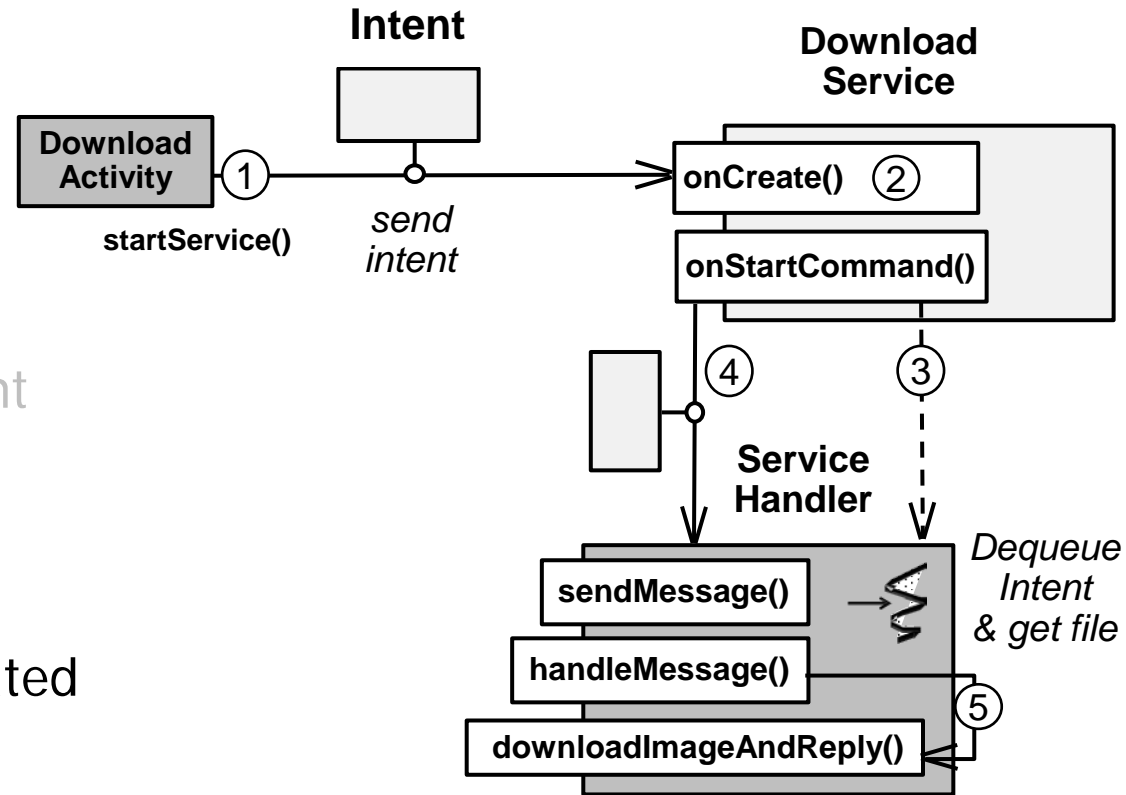 Intent
Download
Service
Download
Activity
1
onCreate()
2
startService()
send
intent
onStartCommand()
nt
4
3
Service
Handler
Dequeue
Intent
& get file
sendMessage()
handleMessage()
ted
5
downloadImageAndReply()